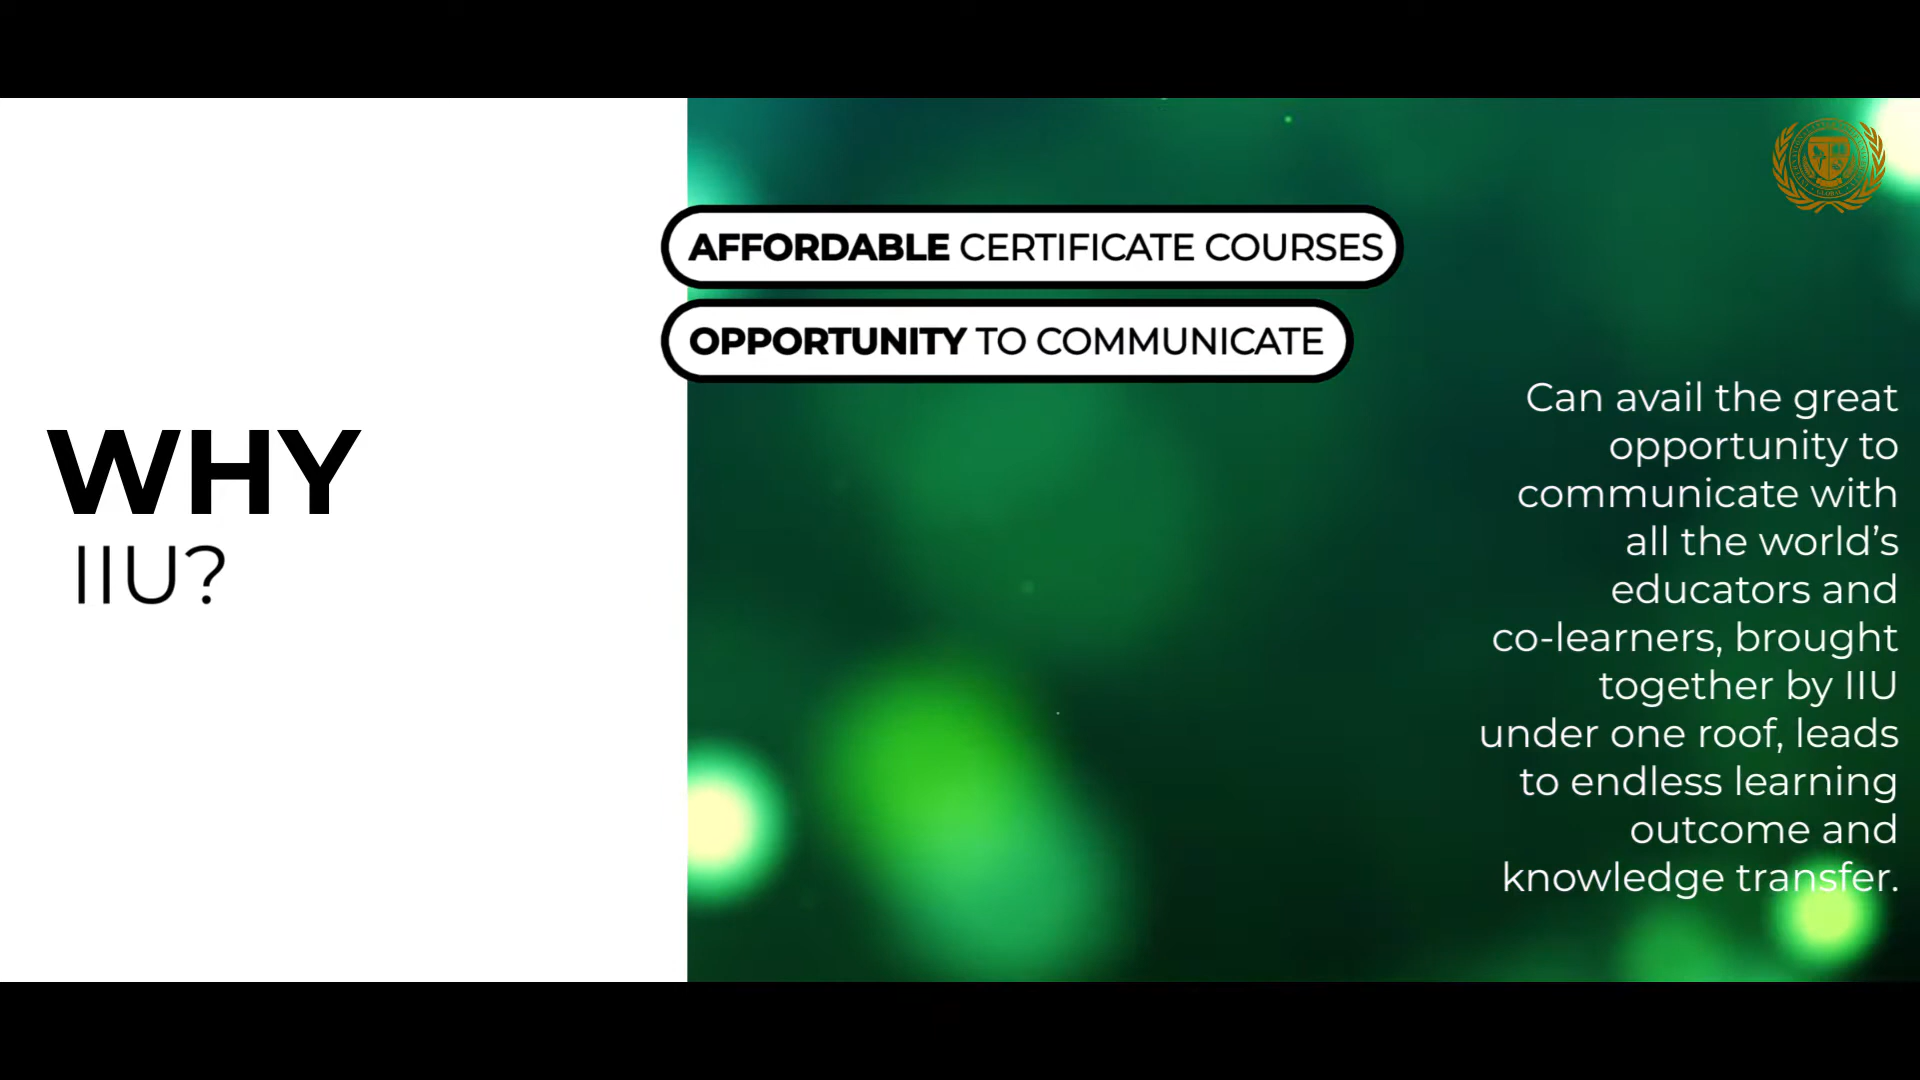 WHY
IIU?
AFFORDABLE CERTIFICATE COURSES
OPPORTUNITY TO COMMUNICATE
Can avail the great
opportunity to
communicate with
all the world’s
educators and
co-learners, brought
together by IIU
under one roof, leads
to endless learning
outcome and
knowledge transfer.